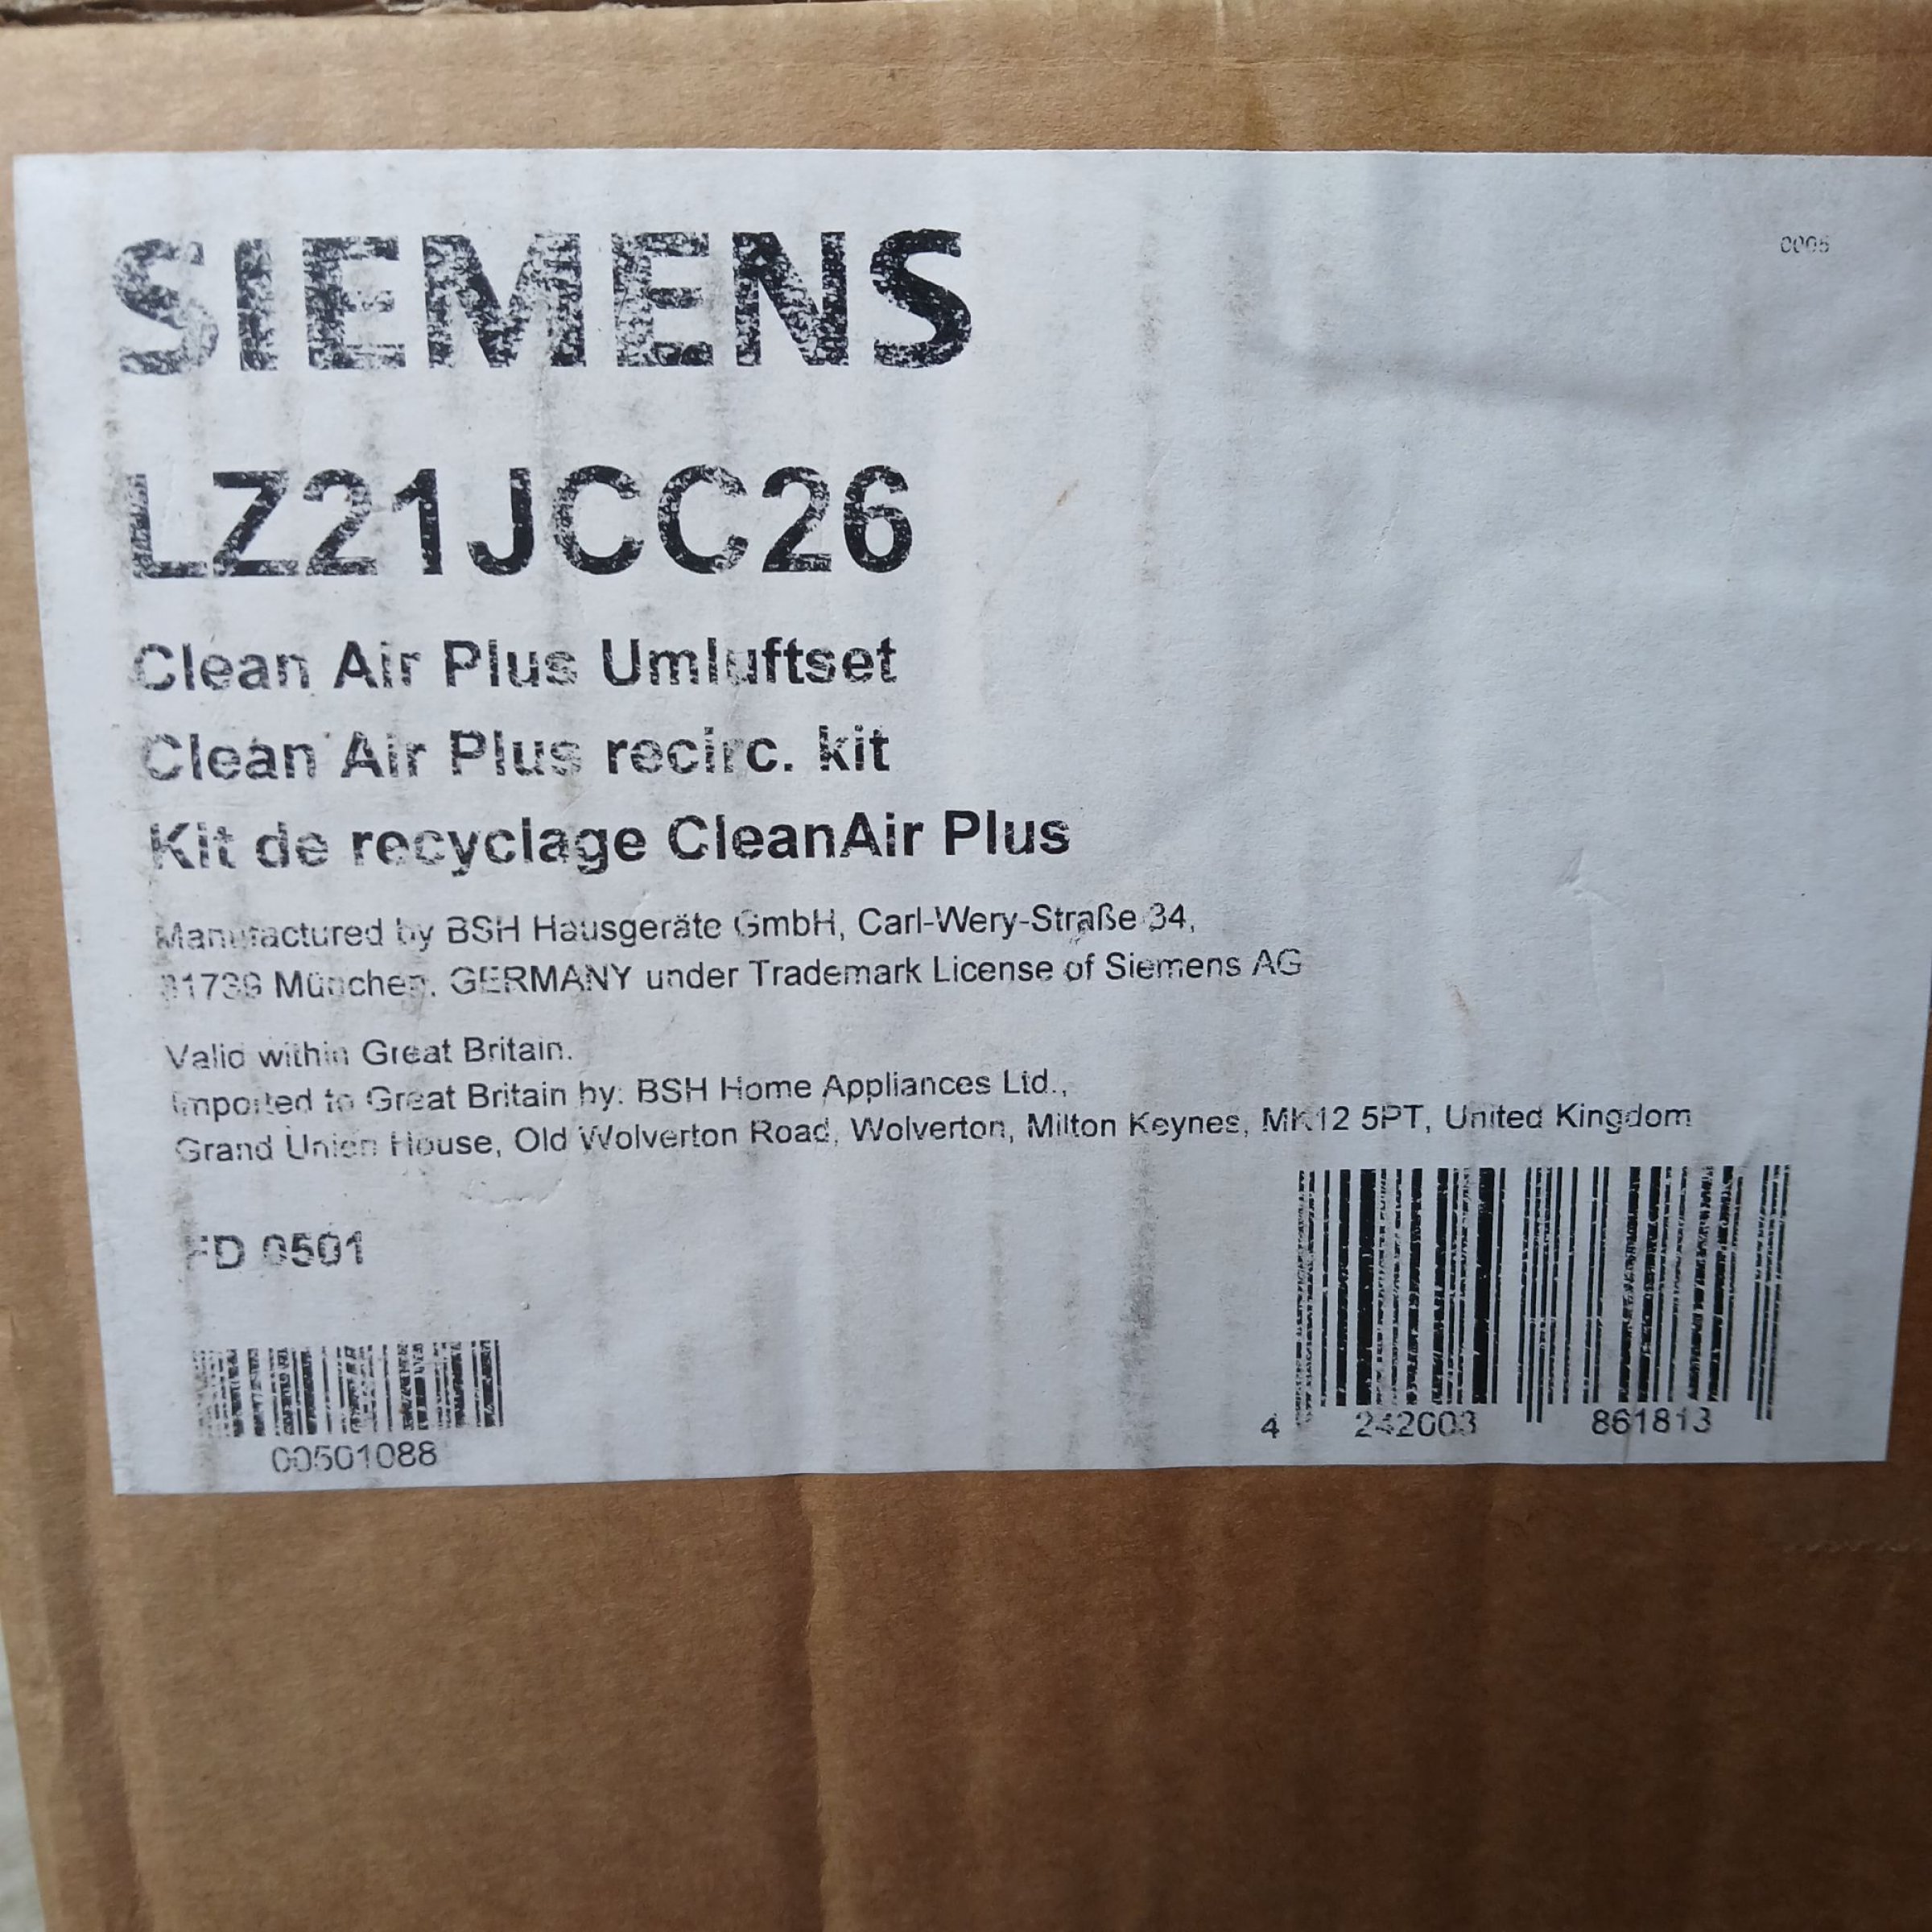 SIEMENS
0005
LZ21JCC26
Clean Air Plus Umluftset
Clean Air Plus recirc. kit
Kit de recyclage CleanAir Plus
Manufactured by BSH Hausgeräte GmbH, Carl-Wery-Straße 34,
81739 München, GERMANY under Trademark License of Siemens AG
Valid within Great Britain.
Imported to Great Britain by: BSH Home Appliances Ltd.,
Grand Union House, Old Wolverton Road, Wolverton, Milton Keynes, MK12 5PT, United Kingdom
FD 0501
00501088
4 242003 861813